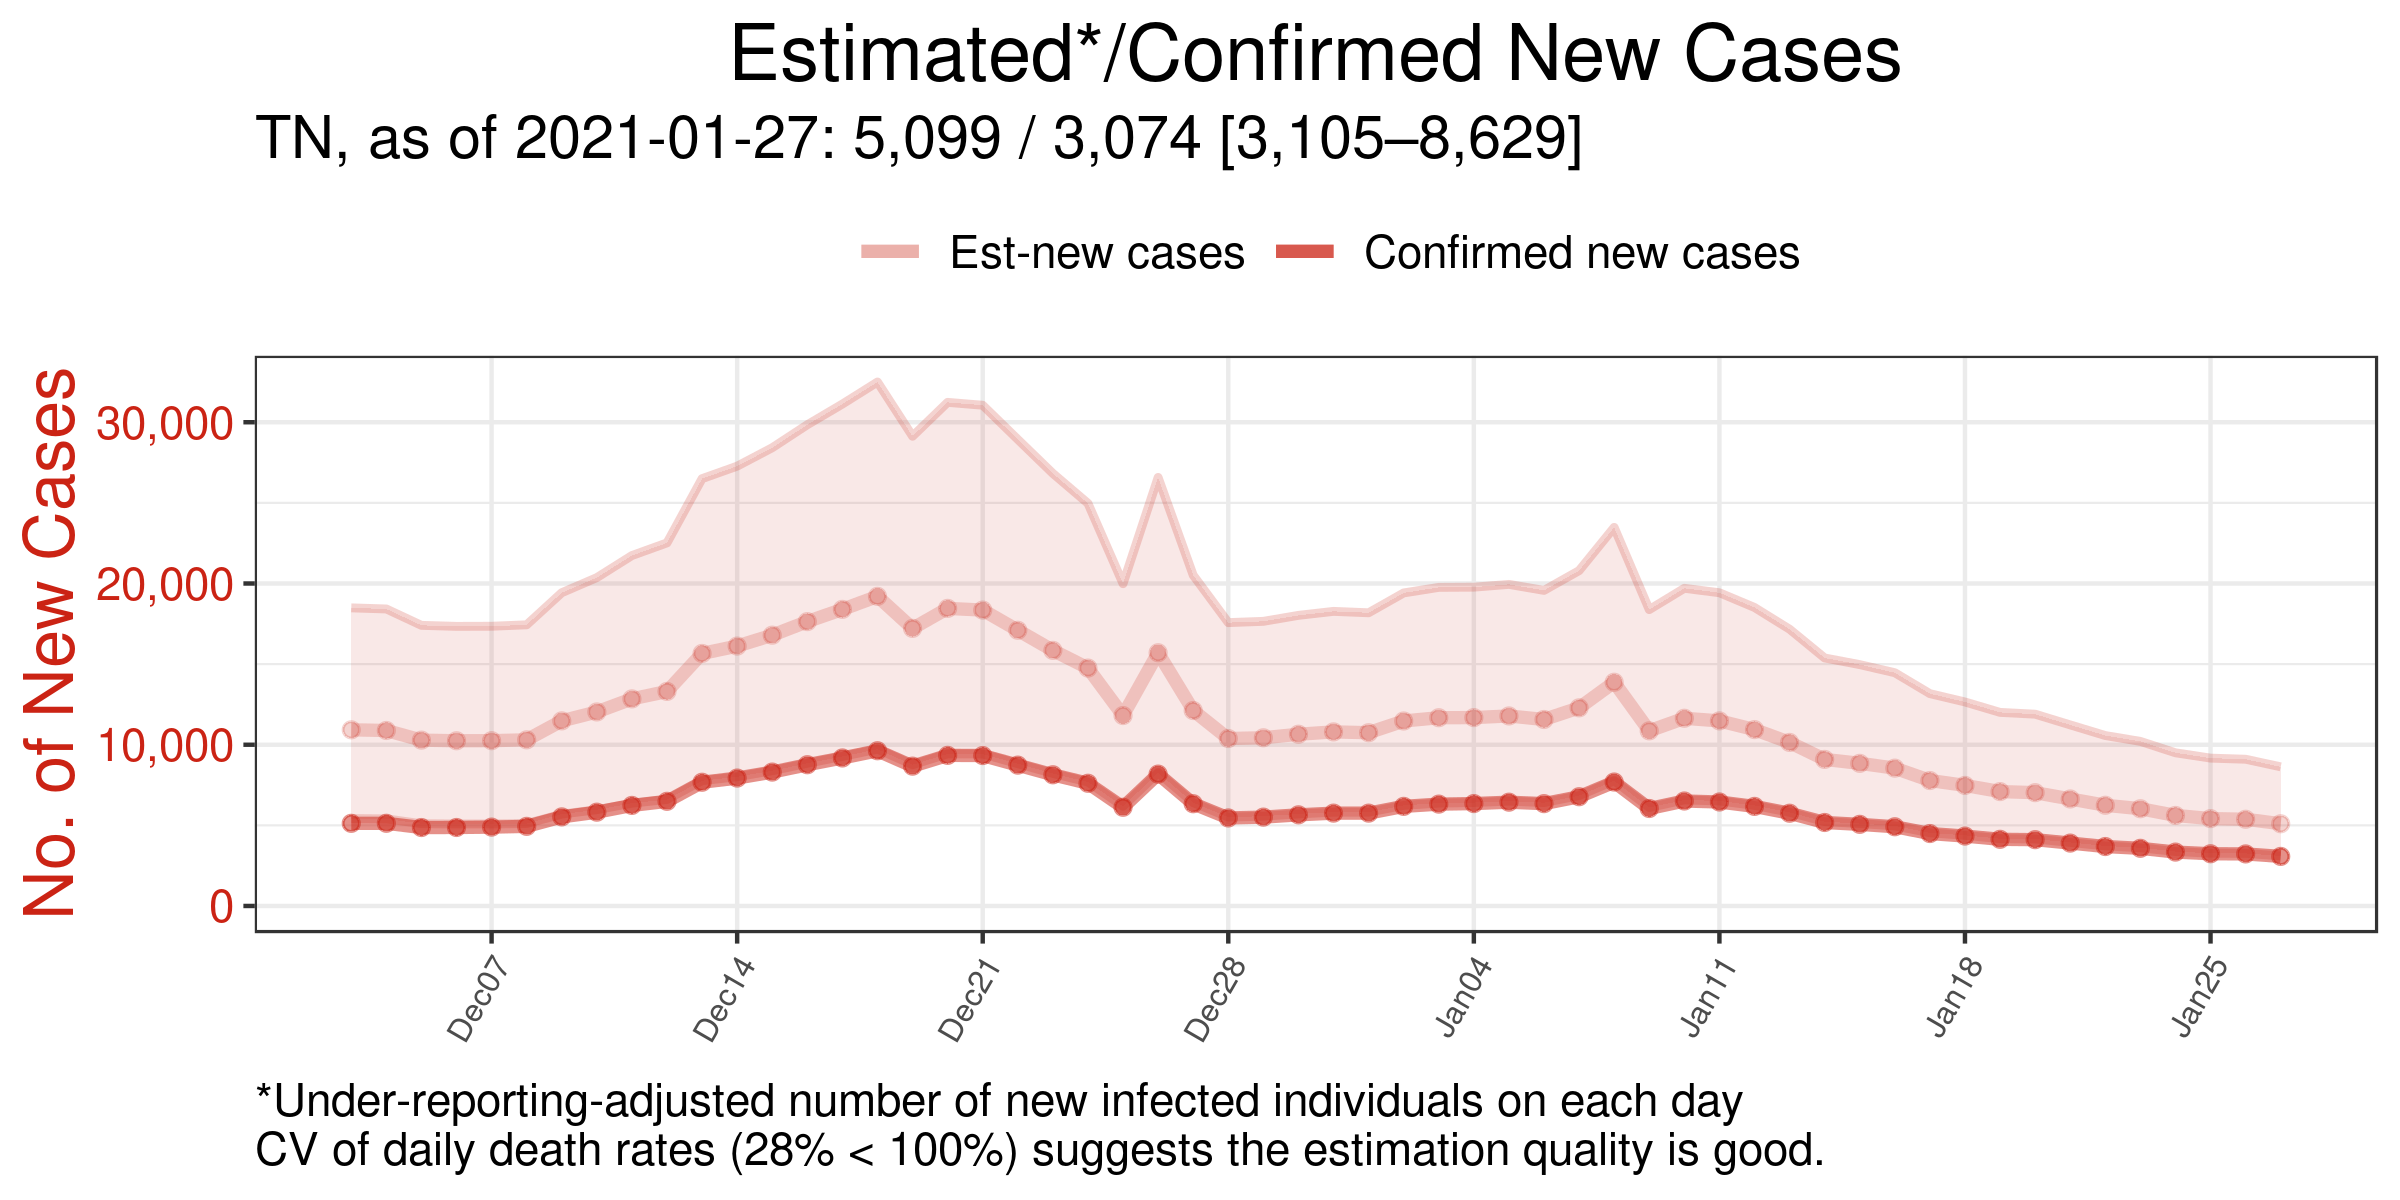 Estimated*/Confirmed New Cases
TN, as of 2021-01-27: 5,099 / 3,074 [3,105–8,629]
Est-new cases
Confirmed new cases
No. of New Cases
30,000
20,000
10,000
0
Dec07
Dec14
Dec21
Dec28
Jan04
Jan11
Jan18
Jan25
*Under-reporting-adjusted number of new infected individuals on each day
CV of daily death rates (28% < 100%) suggests the estimation quality is good.